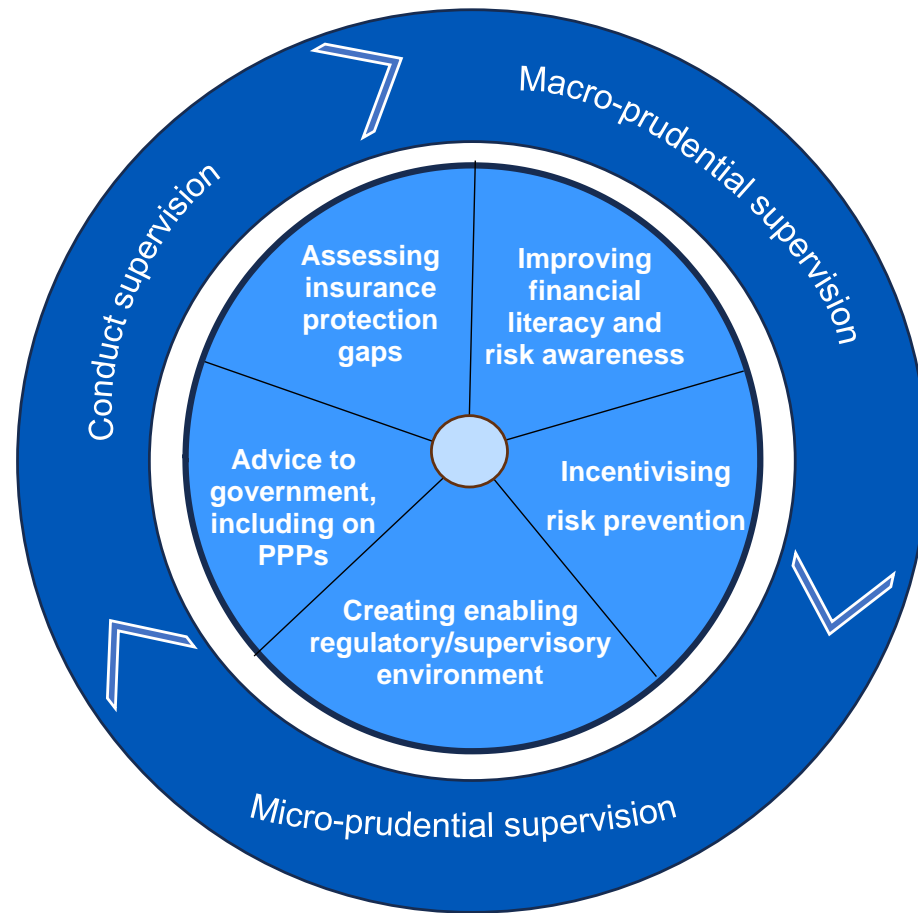 Conduct supervision
Macro-prudential supervision
Micro-prudential supervision
Assessing
insurance
protection
gaps
Improving
financial
literacy and
risk awareness
Incentivising
risk prevention
Creating enabling
regulatory/supervisory
environment
Advice to
government,
including on
PPPs